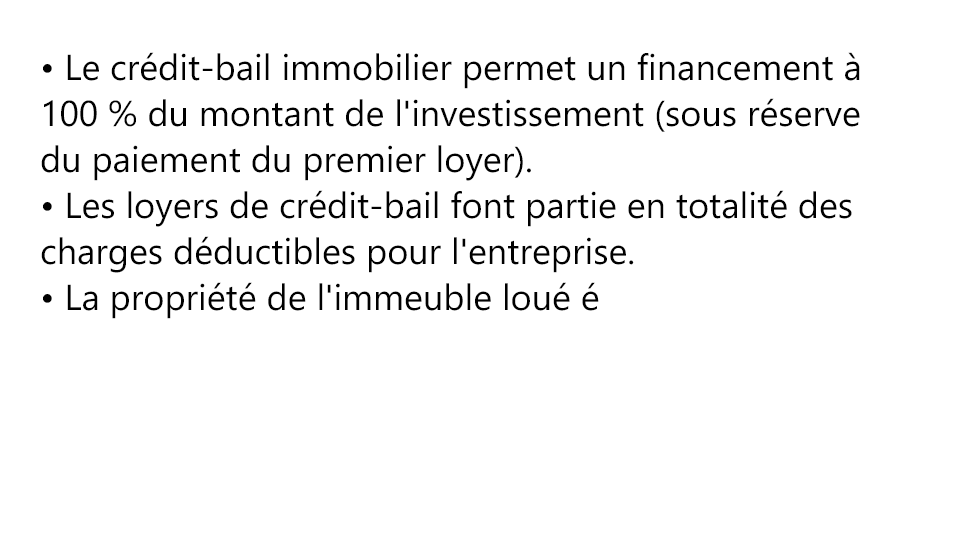 • Le crédit-bail immobilier permet un financement à
100 % du montant de l'investissement (sous réserve
du paiement du premier loyer).
• Les loyers de crédit-bail font partie en totalité des
charges déductibles pour l'entreprise.
• La propriété de l'immeuble loué é